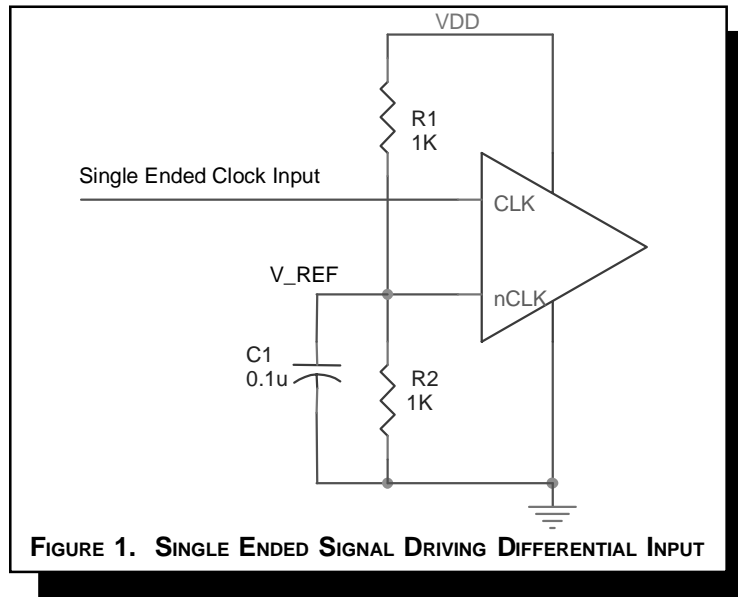 VDD
R1
1K
Single Ended Clock Input
CLK
V_REF
nCLK
C1
0.1u
R2
1K
FIGURE 1. SINGLE ENDED SIGNAL DRIVING DIFFERENTIAL INPUT